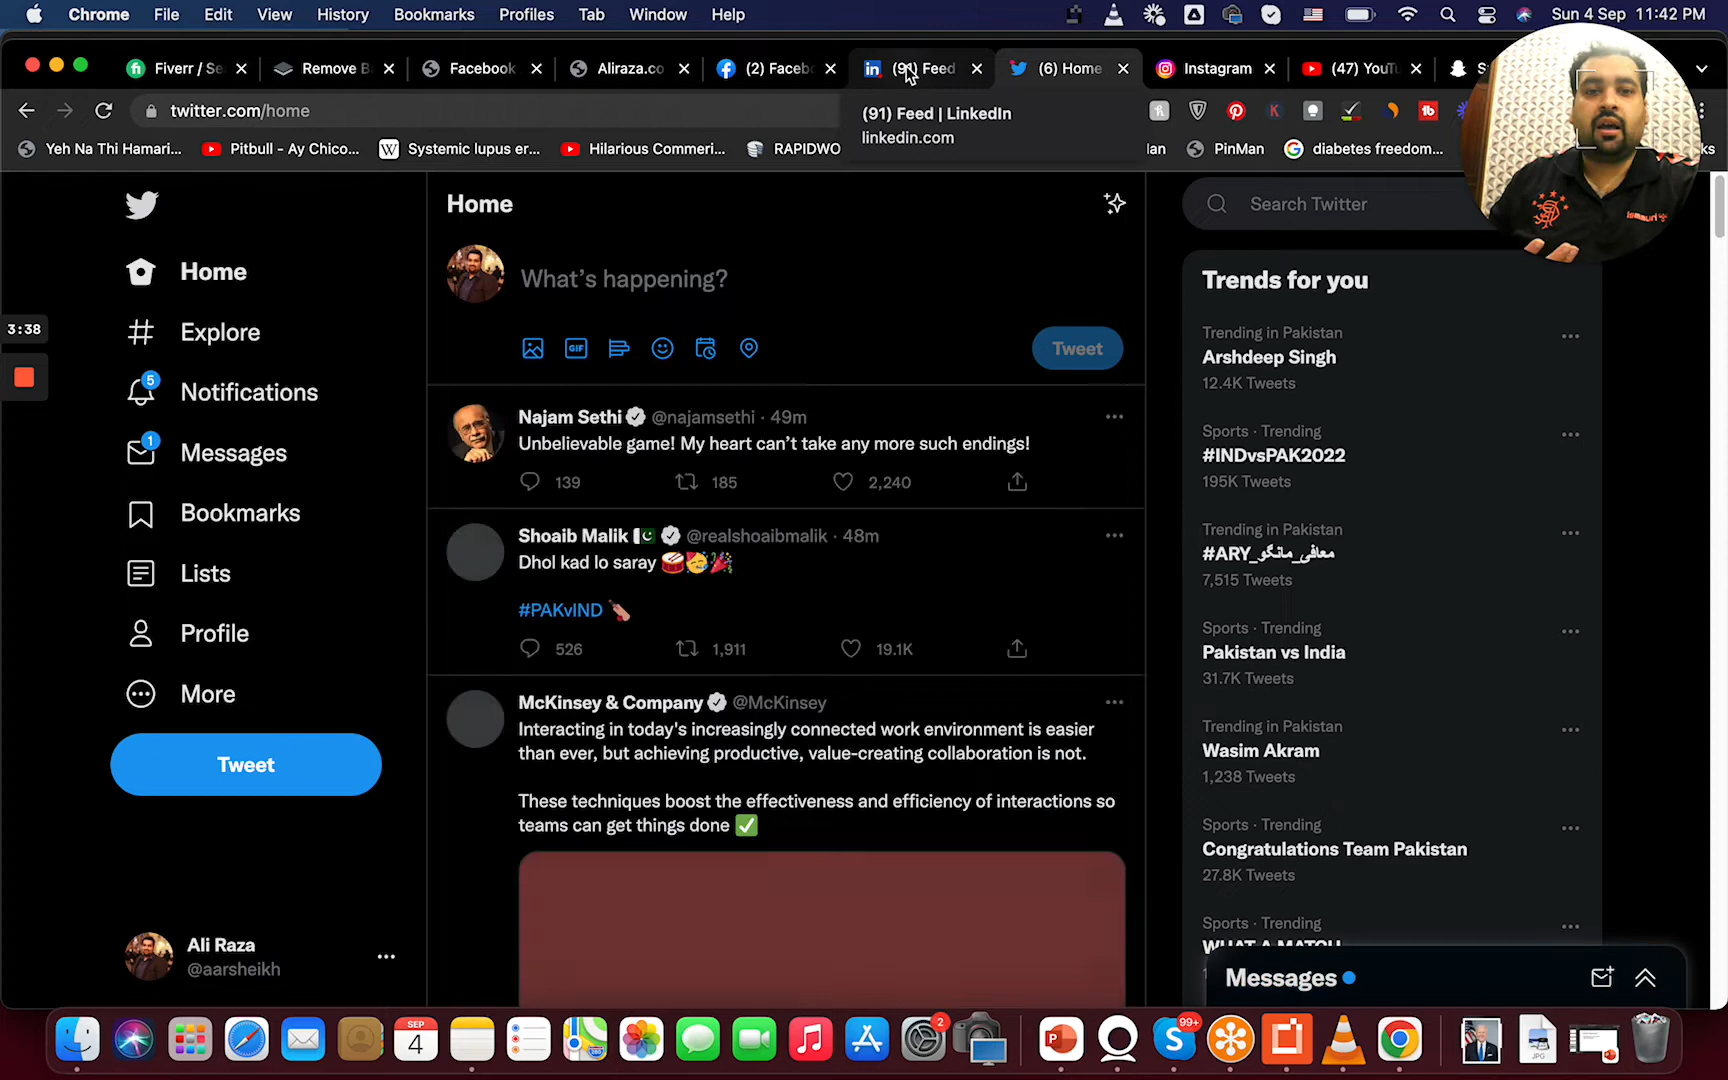 Chrome File Edit View History Bookmarks Profiles Tab Window Help Sun 4 Sep 11:42 PM
Fiverr / Se Remove B Facebook Aliraza.co (2) Faceb (91) Feed (6) Home Instagram (47) YouT
twitter.com/home
(91) Feed | LinkedIn
linkedin.com
Yeh Na Thi Hamari... Pitbull - Ay Chico... Systemic lupus er... Hilarious Commeri... RAPIDWO PinMan diabetes freedom...
Home
Search Twitter
Home
What's happening?
Trends for you
Explore
3:38
GIF
Tweet
Trending in Pakistan
Arshdeep Singh
12.4K Tweets
5
Notifications
Najam Sethi @najamsethi · 49m
Unbelievable game! My heart can't take any more such endings!
139 185 2,240
Sports · Trending
#INDvsPAK2022
195K Tweets
1
Messages
Bookmarks
Shoaib Malik @realshoaibmalik · 48m
Dhol kad lo saray 🥁🥳🎉
#PAKvIND 🏏
526 1,911 19.1K
Trending in Pakistan
#ARY_معافی_مانگو
7,515 Tweets
Lists
Profile
Sports · Trending
Pakistan vs India
31.7K Tweets
More
McKinsey & Company @McKinsey
Interacting in today's increasingly connected work environment is easier
than ever, but achieving productive, value-creating collaboration is not.
These techniques boost the effectiveness and efficiency of interactions so
teams can get things done ✅
Trending in Pakistan
Wasim Akram
1,238 Tweets
Tweet
Sports · Trending
Congratulations Team Pakistan
27.8K Tweets
Sports · Trending
WHAT A MATCH
Ali Raza
@aarsheikh
Messages
SEP
4
2
99+
JPG